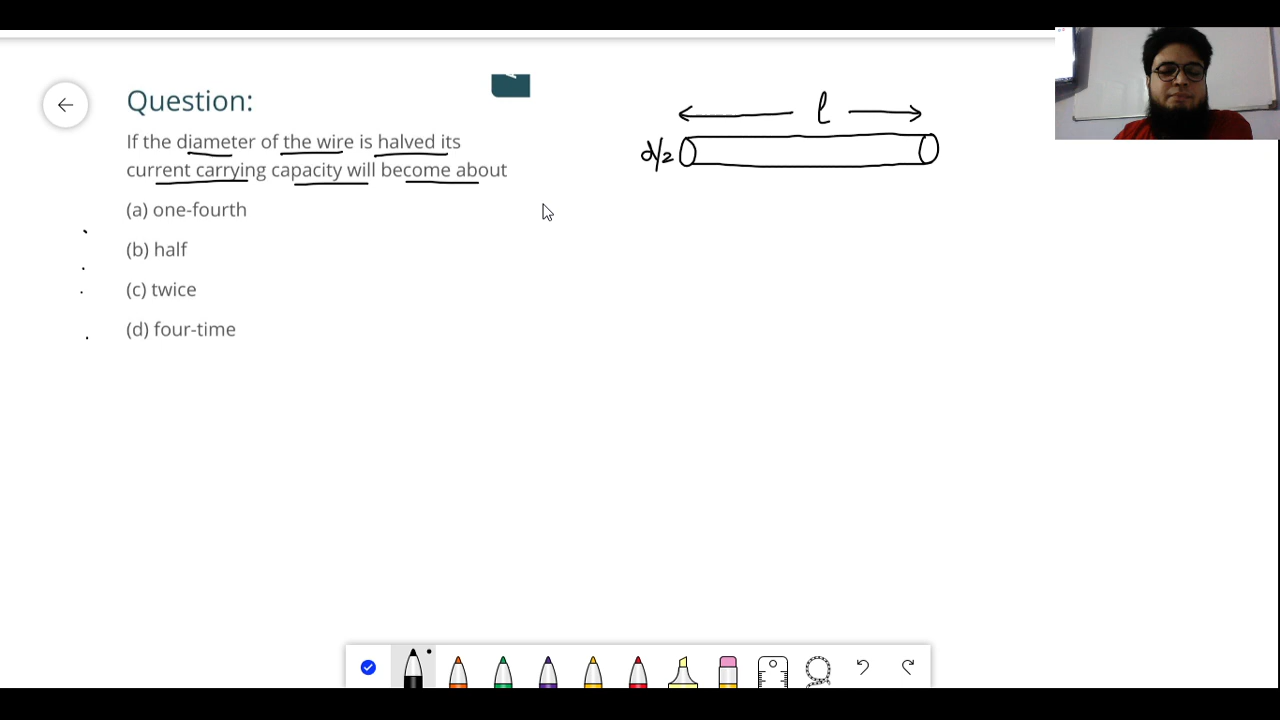 Question:
If the diameter of the wire is halved its
current carrying capacity will become about
(a) one-fourth
(b) half
(c) twice
(d) four-time
l
d/2